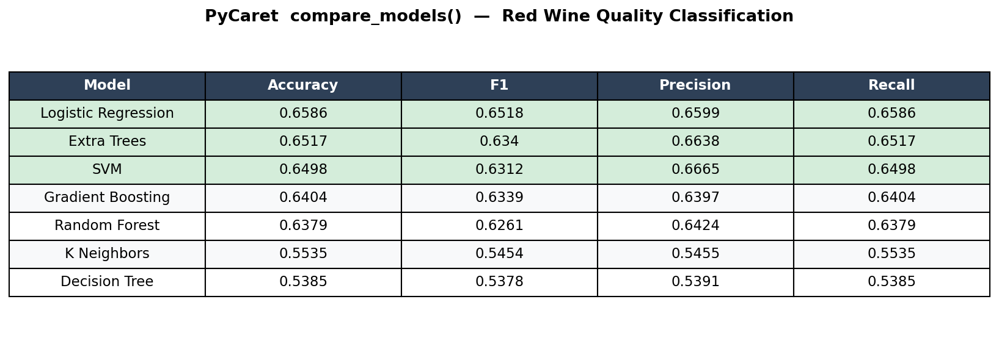 PyCaret compare_models() — Red Wine Quality Classification
Model Accuracy F1 Precision Recall
Logistic Regression 0.6586 0.6518 0.6599 0.6586
Extra Trees 0.6517 0.634 0.6638 0.6517
SVM 0.6498 0.6312 0.6665 0.6498
Gradient Boosting 0.6404 0.6339 0.6397 0.6404
Random Forest 0.6379 0.6261 0.6424 0.6379
K Neighbors 0.5535 0.5454 0.5455 0.5535
Decision Tree 0.5385 0.5378 0.5391 0.5385